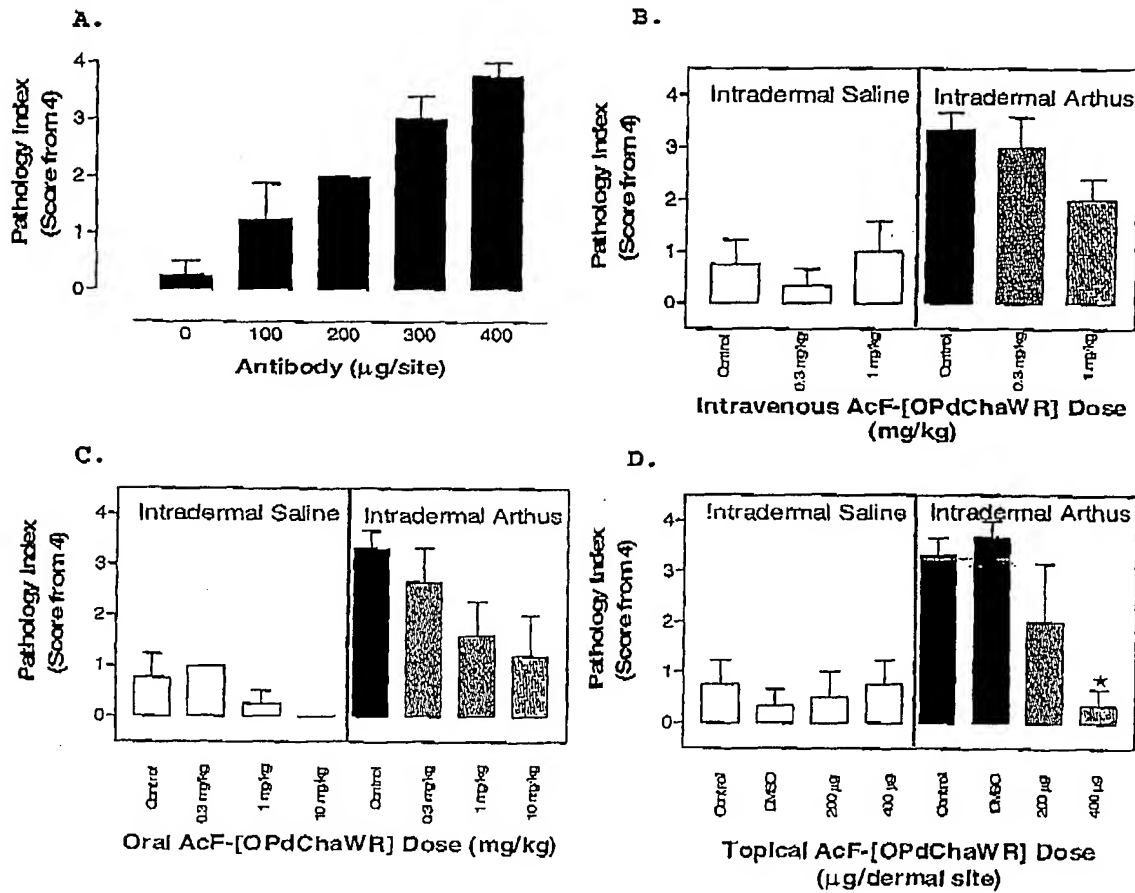 A.
Pathology Index
(Score from 4)
4
3
2
1
0
0 100 200 300 400
Antibody (µg/site)
B.
Pathology Index
(Score from 4)
Intradermal Saline Intradermal Arthus
4
3
2
1
0
Control 0.3 mg/kg 1 mg/kg Control 0.3 mg/kg 1 mg/kg
Intravenous AcF-[OPdChaWR] Dose
(mg/kg)
C.
Pathology Index
(Score from 4)
Intradermal Saline Intradermal Arthus
4
3
2
1
0
Control 0.3 mg/kg 1 mg/kg 10 mg/kg Control 0.3 mg/kg 1 mg/kg 10 mg/kg
Oral AcF-[OPdChaWR] Dose (mg/kg)
D.
Pathology Index
(Score from 4)
Intradermal Saline Intradermal Arthus
4
3
2
1
0
★
Control DMSO 200 µg 400 µg Control DMSO 200 µg 400 µg
Topical AcF-[OPdChaWR] Dose
(µg/dermal site)